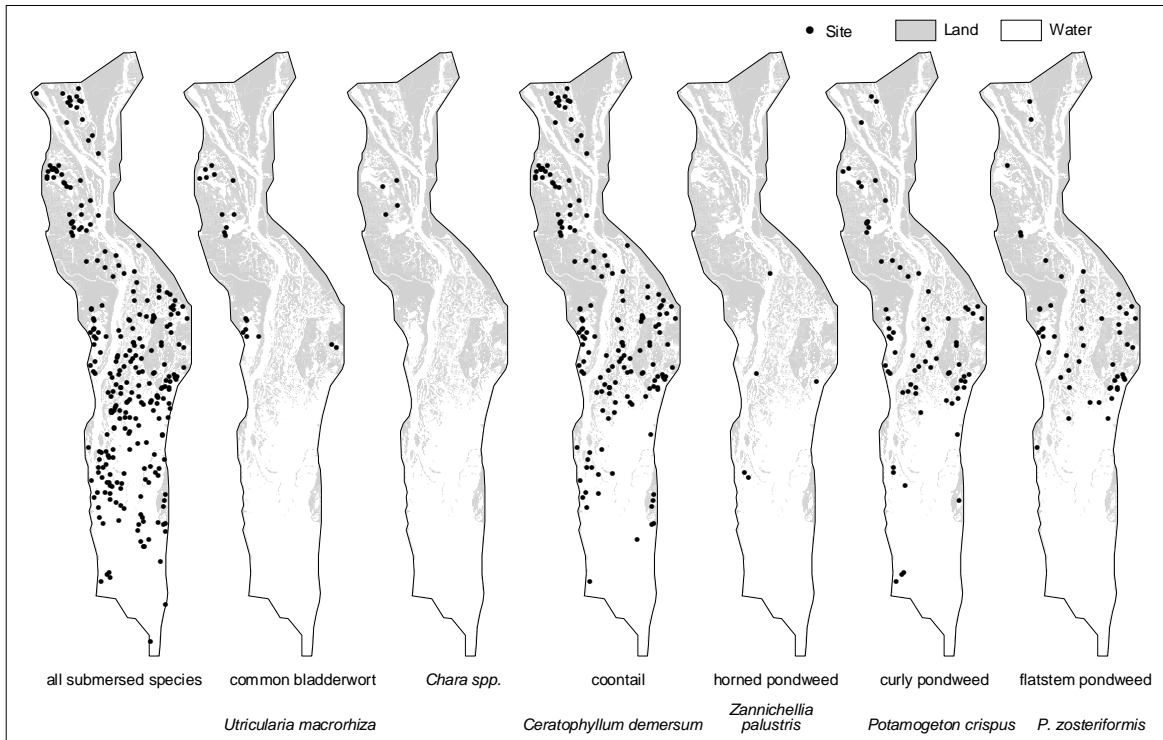 Site Land Water
all submersed species common bladderwort Chara spp. coontail horned pondweed curly pondweed flatstem pondweed
Utricularia macrorhiza Ceratophyllum demersum Zannichellia palustris Potamogeton crispus P. zosteriformis